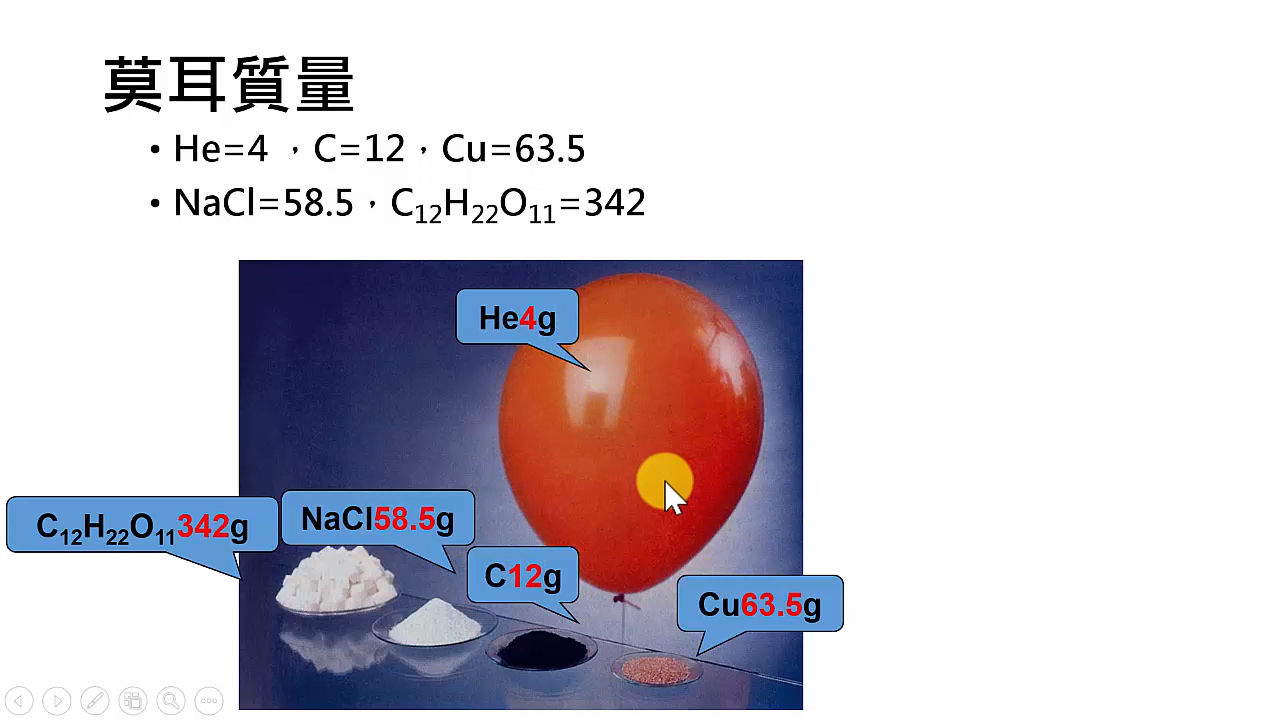 莫耳質量
• He=4 ，C=12，Cu=63.5
• NaCl=58.5，C₁₂H₂₂O₁₁=342
He4g
C₁₂H₂₂O₁₁342g
NaCl58.5g
C12g
Cu63.5g